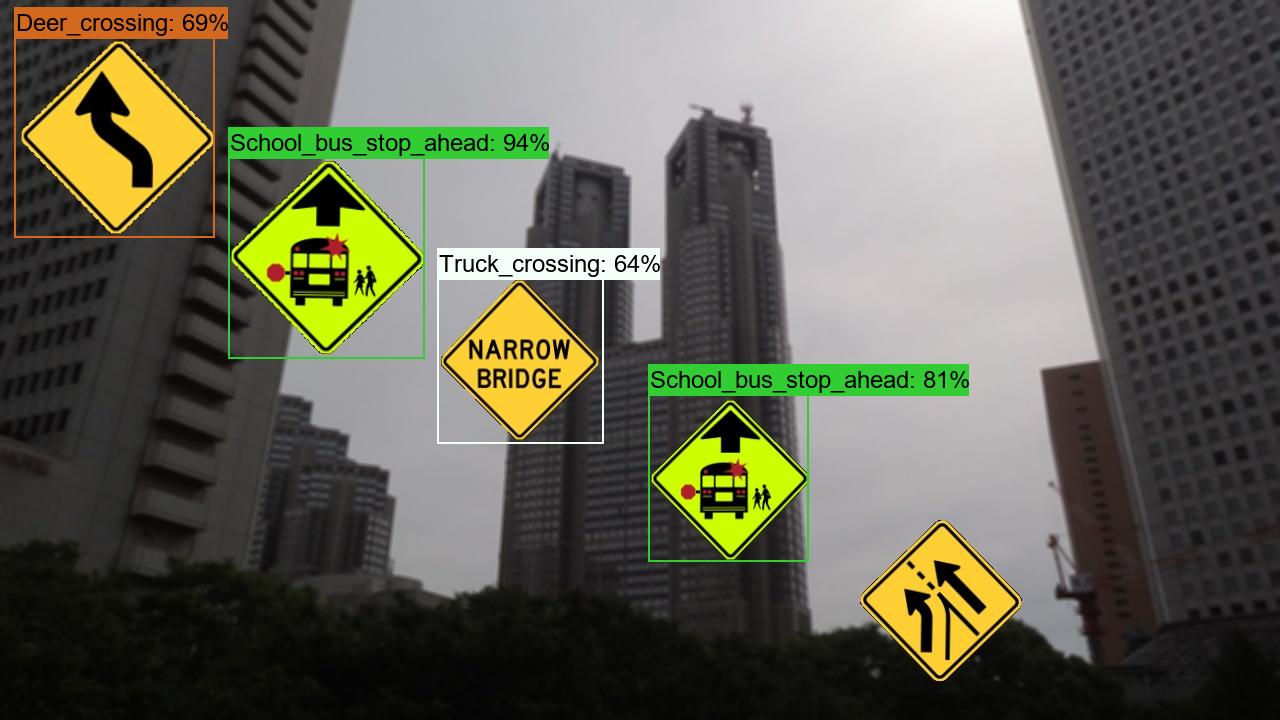 Deer_crossing: 69%
School_bus_stop_ahead: 94%
Truck_crossing: 64%
NARROW
BRIDGE
School_bus_stop_ahead: 81%